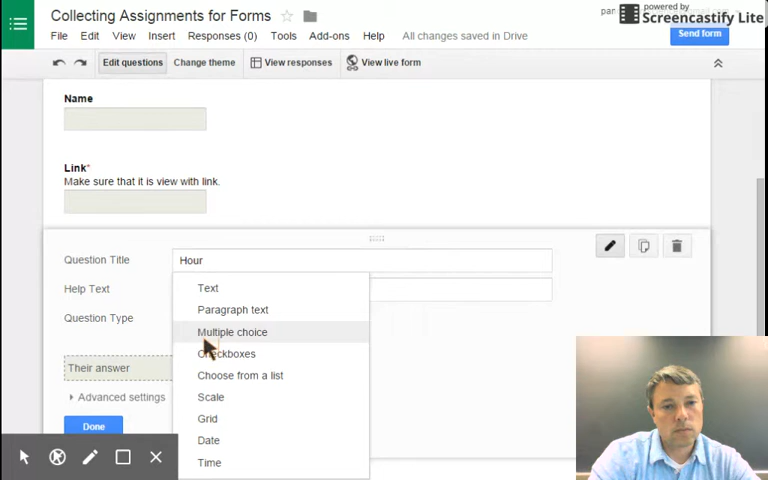 Collecting Assignments for Forms
powered by
Screencastify Lite
File Edit View Insert Responses (0) Tools Add-ons Help All changes saved in Drive
Send form
Edit questions Change theme View responses View live form
Name
Link*
Make sure that it is view with link.
Question Title Hour
Help Text
Question Type
Text
Paragraph text
Multiple choice
Checkboxes
Choose from a list
Scale
Grid
Date
Time
Their answer
Advanced settings
Done